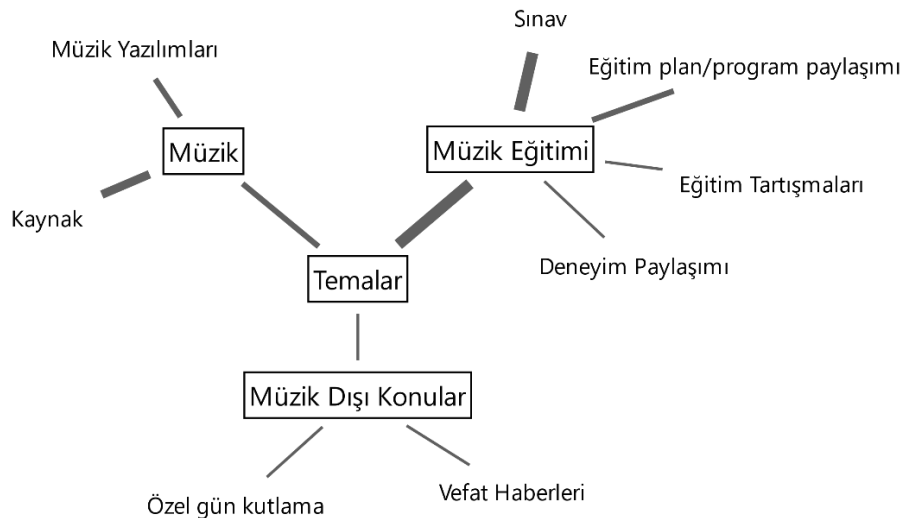 Sınav
Müzik Yazılımları
Eğitim plan/program paylaşımı
Müzik
Müzik Eğitimi
Eğitim Tartışmaları
Kaynak
Deneyim Paylaşımı
Temalar
Müzik Dışı Konular
Özel gün kutlama
Vefat Haberleri